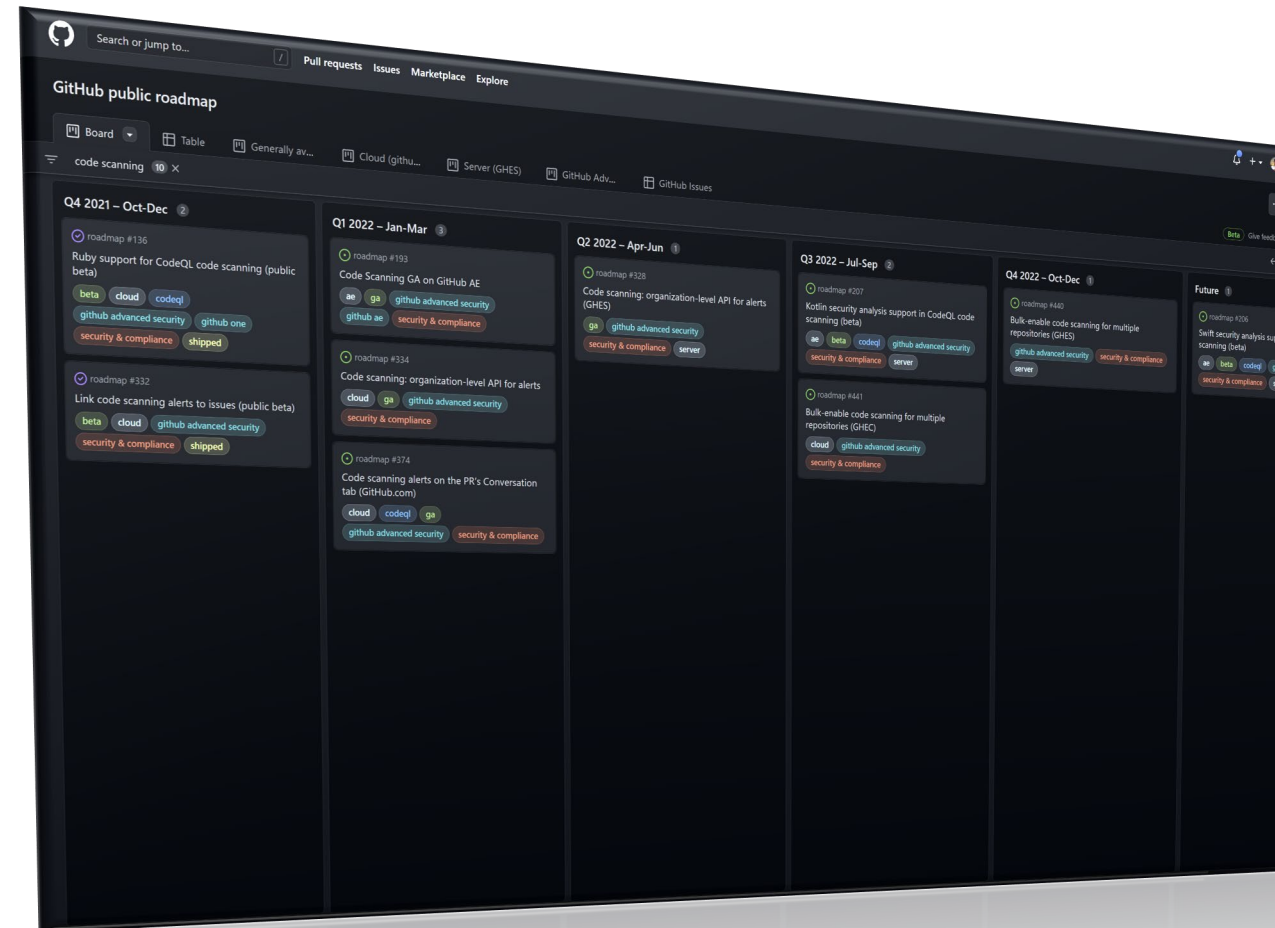 Search or jump to...
/
Pull requests Issues Marketplace Explore
GitHub public roadmap
Board
Table
Generally av...
Cloud (githu...
Server (GHES)
GitHub Adv...
GitHub Issues
code scanning 10 ×
Beta Give
Q4 2021 – Oct-Dec 2
roadmap #136
Ruby support for CodeQL code scanning (public
beta)
beta cloud codeql
github advanced security github one
security & compliance shipped
roadmap #332
Link code scanning alerts to issues (public beta)
beta cloud github advanced security
security & compliance shipped
Q1 2022 – Jan-Mar 3
roadmap #193
Code Scanning GA on GitHub AE
ae ga github advanced security
github ae security & compliance
roadmap #334
Code scanning: organization-level API for alerts
cloud ga github advanced security
security & compliance
roadmap #374
Code scanning alerts on the PR's Conversation
tab (GitHub.com)
cloud codeql ga
github advanced security security & compliance
Q2 2022 – Apr-Jun 1
roadmap #328
Code scanning: organization-level API for alerts
(GHES)
ga github advanced security
security & compliance server
Q3 2022 – Jul-Sep 2
roadmap #207
Kotlin security analysis support in CodeQL code
scanning (beta)
ae beta codeql github advanced security
security & compliance server
roadmap #441
Bulk-enable code scanning for multiple
repositories (GHEC)
cloud github advanced security
security & compliance
Q4 2022 – Oct-Dec 1
roadmap #440
Bulk-enable code scanning for multiple
repositories (GHES)
github advanced security security & compliance
server
Future 1
roadmap #206
Swift security analysis
scanning (beta)
ae beta codeql
security & compliance